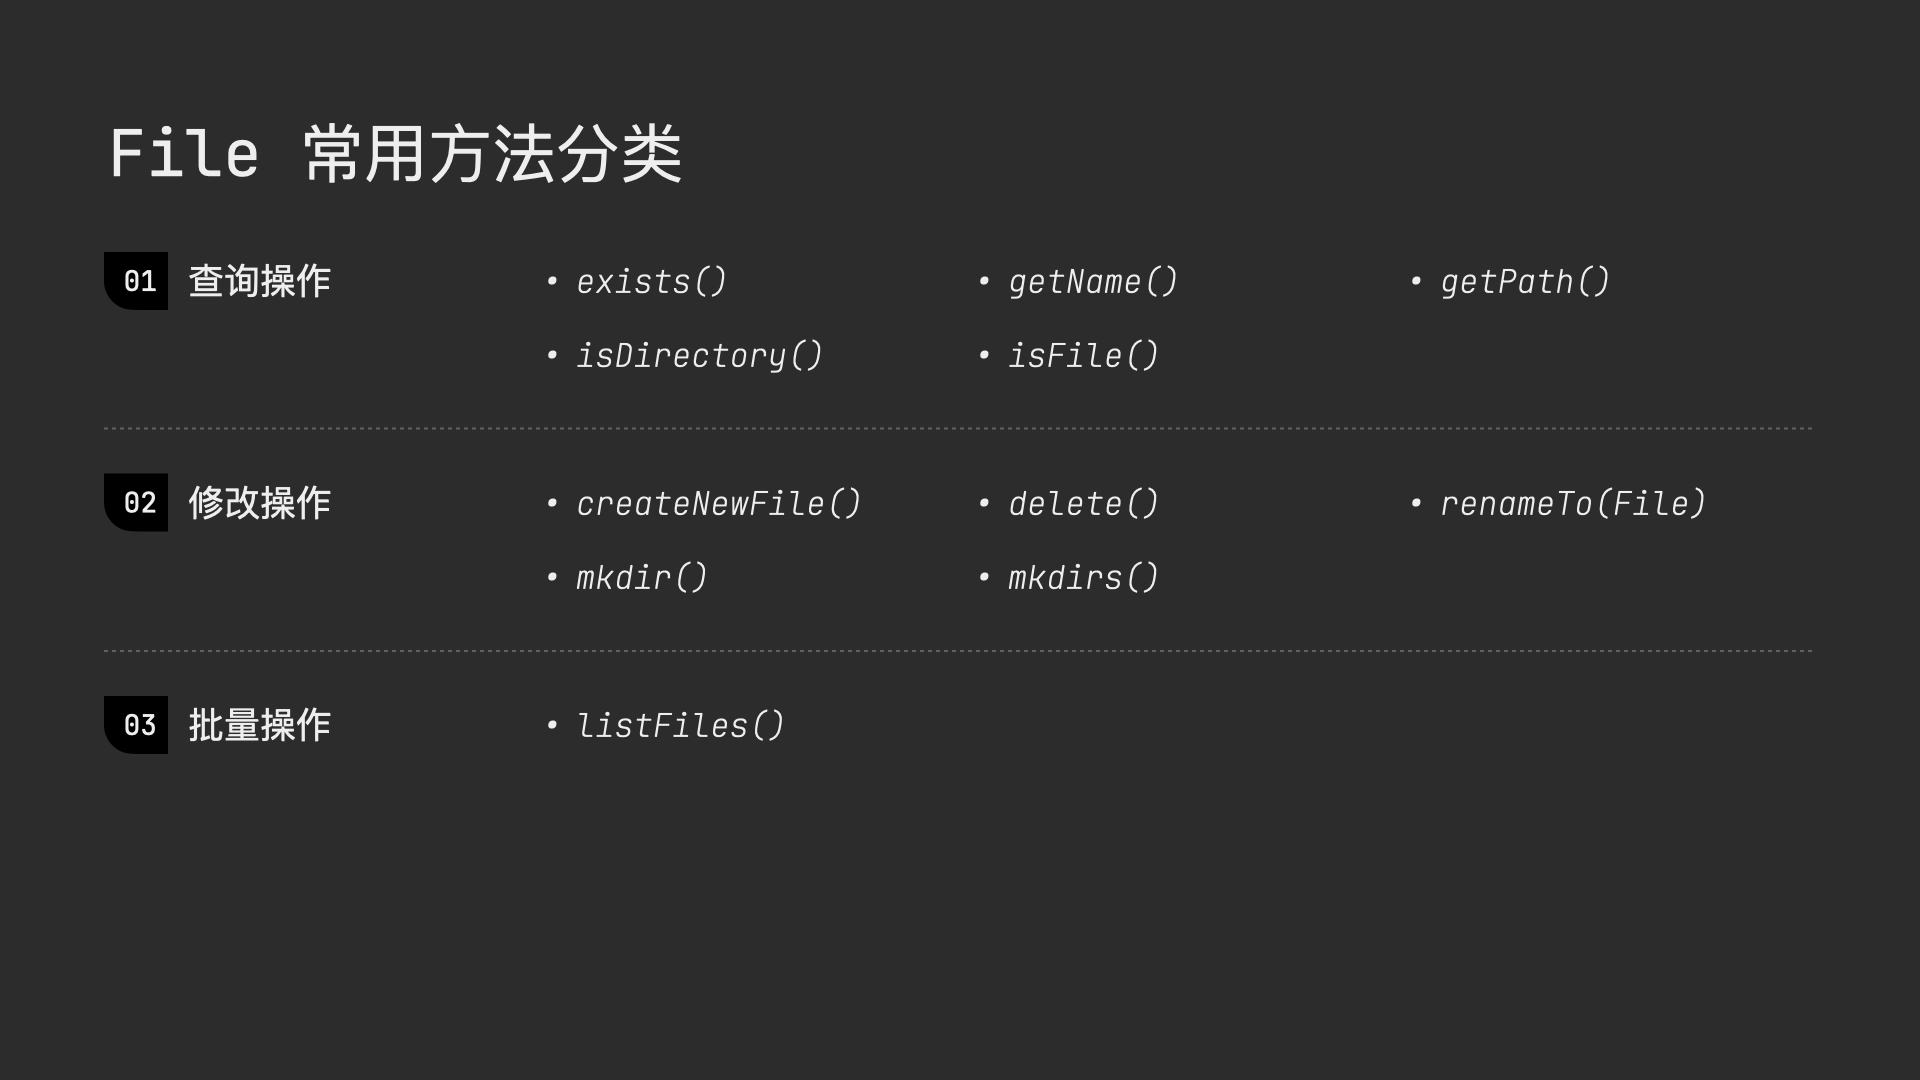 File 常用方法分类
01 查询操作 • exists() • getName() • getPath()
• isDirectory() • isFile()
02 修改操作 • createNewFile() • delete() • renameTo(File)
• mkdir() • mkdirs()
03 批量操作 • listFiles()